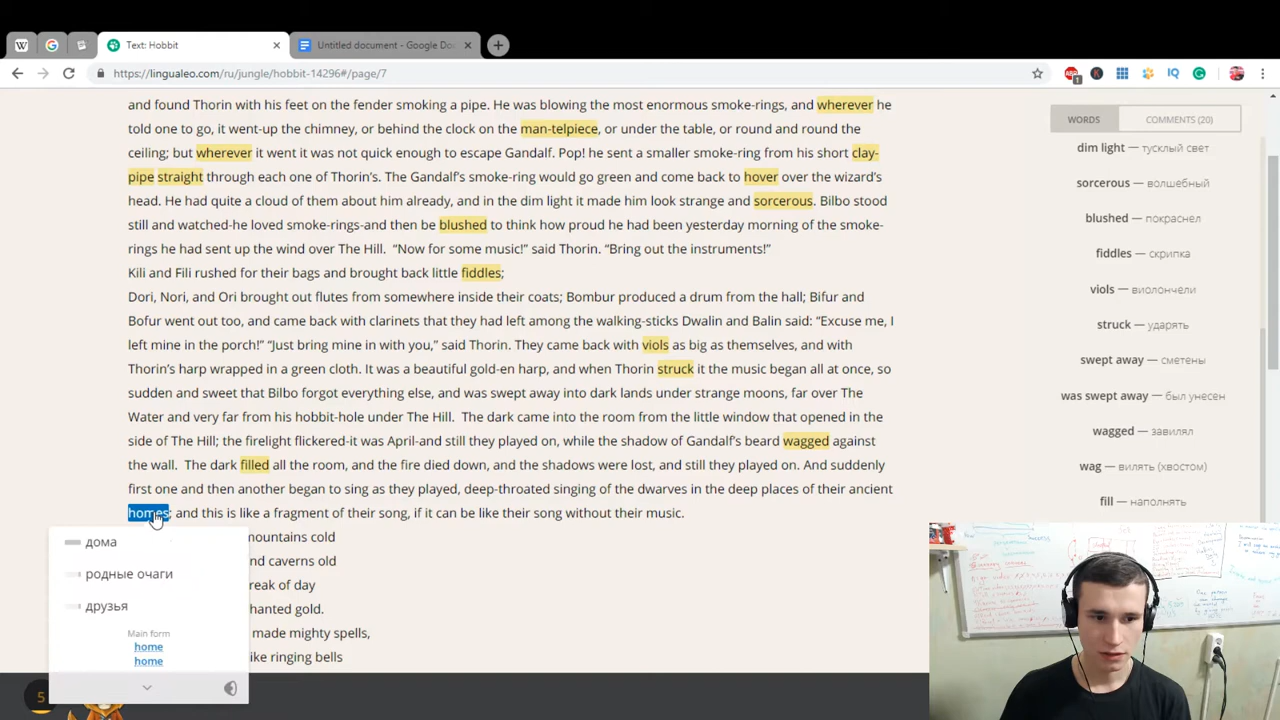 Text: Hobbit
Untitled document - Google Do
https://lingualeo.com/ru/jungle/hobbit-14296#/page/7
and found Thorin with his feet on the fender smoking a pipe. He was blowing the most enormous smoke-rings, and wherever he
told one to go, it went-up the chimney, or behind the clock on the man-telpiece, or under the table, or round and round the
ceiling; but wherever it went it was not quick enough to escape Gandalf. Pop! he sent a smaller smoke-ring from his short clay-
pipe straight through each one of Thorin's. The Gandalf's smoke-ring would go green and come back to hover over the wizard's
head. He had quite a cloud of them about him already, and in the dim light it made him look strange and sorcerous. Bilbo stood
still and watched-he loved smoke-rings-and then be blushed to think how proud he had been yesterday morning of the smoke-
rings he had sent up the wind over The Hill. “Now for some music!” said Thorin. “Bring out the instruments!”
Kili and Fili rushed for their bags and brought back little fiddles;
Dori, Nori, and Ori brought out flutes from somewhere inside their coats; Bombur produced a drum from the hall; Bifur and
Bofur went out too, and came back with clarinets that they had left among the walking-sticks Dwalin and Balin said: “Excuse me, I
left mine in the porch!” “Just bring mine in with you,” said Thorin. They came back with viols as big as themselves, and with
Thorin's harp wrapped in a green cloth. It was a beautiful gold-en harp, and when Thorin struck it the music began all at once, so
sudden and sweet that Bilbo forgot everything else, and was swept away into dark lands under strange moons, far over The
Water and very far from his hobbit-hole under The Hill. The dark came into the room from the little window that opened in the
side of The Hill; the firelight flickered-it was April-and still they played on, while the shadow of Gandalf's beard wagged against
the wall. The dark filled all the room, and the fire died down, and the shadows were lost, and still they played on. And suddenly
first one and then another began to sing as they played, deep-throated singing of the dwarves in the deep places of their ancient
homes; and this is like a fragment of their song, if it can be like their song without their music.
mountains cold
nd caverns old
reak of day
hanted gold.
made mighty spells,
ike ringing bells
дома
родные очаги
друзья
Main form
home
home
5
WORDS
COMMENTS (20)
dim light — тусклый свет
sorcerous — волшебный
blushed — покраснел
fiddles — скрипка
viols — виолончели
struck — ударять
swept away — сметены
was swept away — был унесен
wagged — завилял
wag — вилять (хвостом)
fill — наполнять